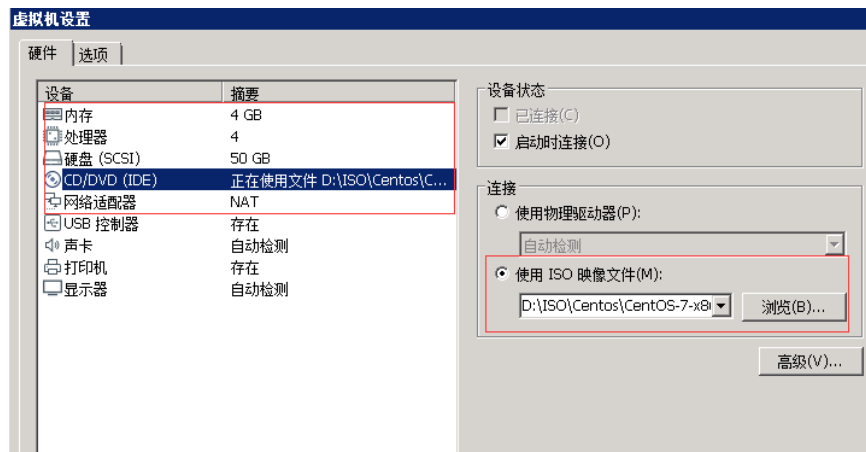 虚拟机设置
硬件 选项
设备 摘要
内存 4 GB
处理器 4
硬盘 (SCSI) 50 GB
CD/DVD (IDE) 正在使用文件 D:\ISO\Centos\C...
网络适配器 NAT
USB 控制器 存在
声卡 自动检测
打印机 存在
显示器 自动检测
设备状态
已连接(C)
启动时连接(O)
连接
使用物理驱动器(P):
自动检测
使用 ISO 映像文件(M):
D:\ISO\Centos\CentOS-7-x8 浏览(B)...
高级(V)...